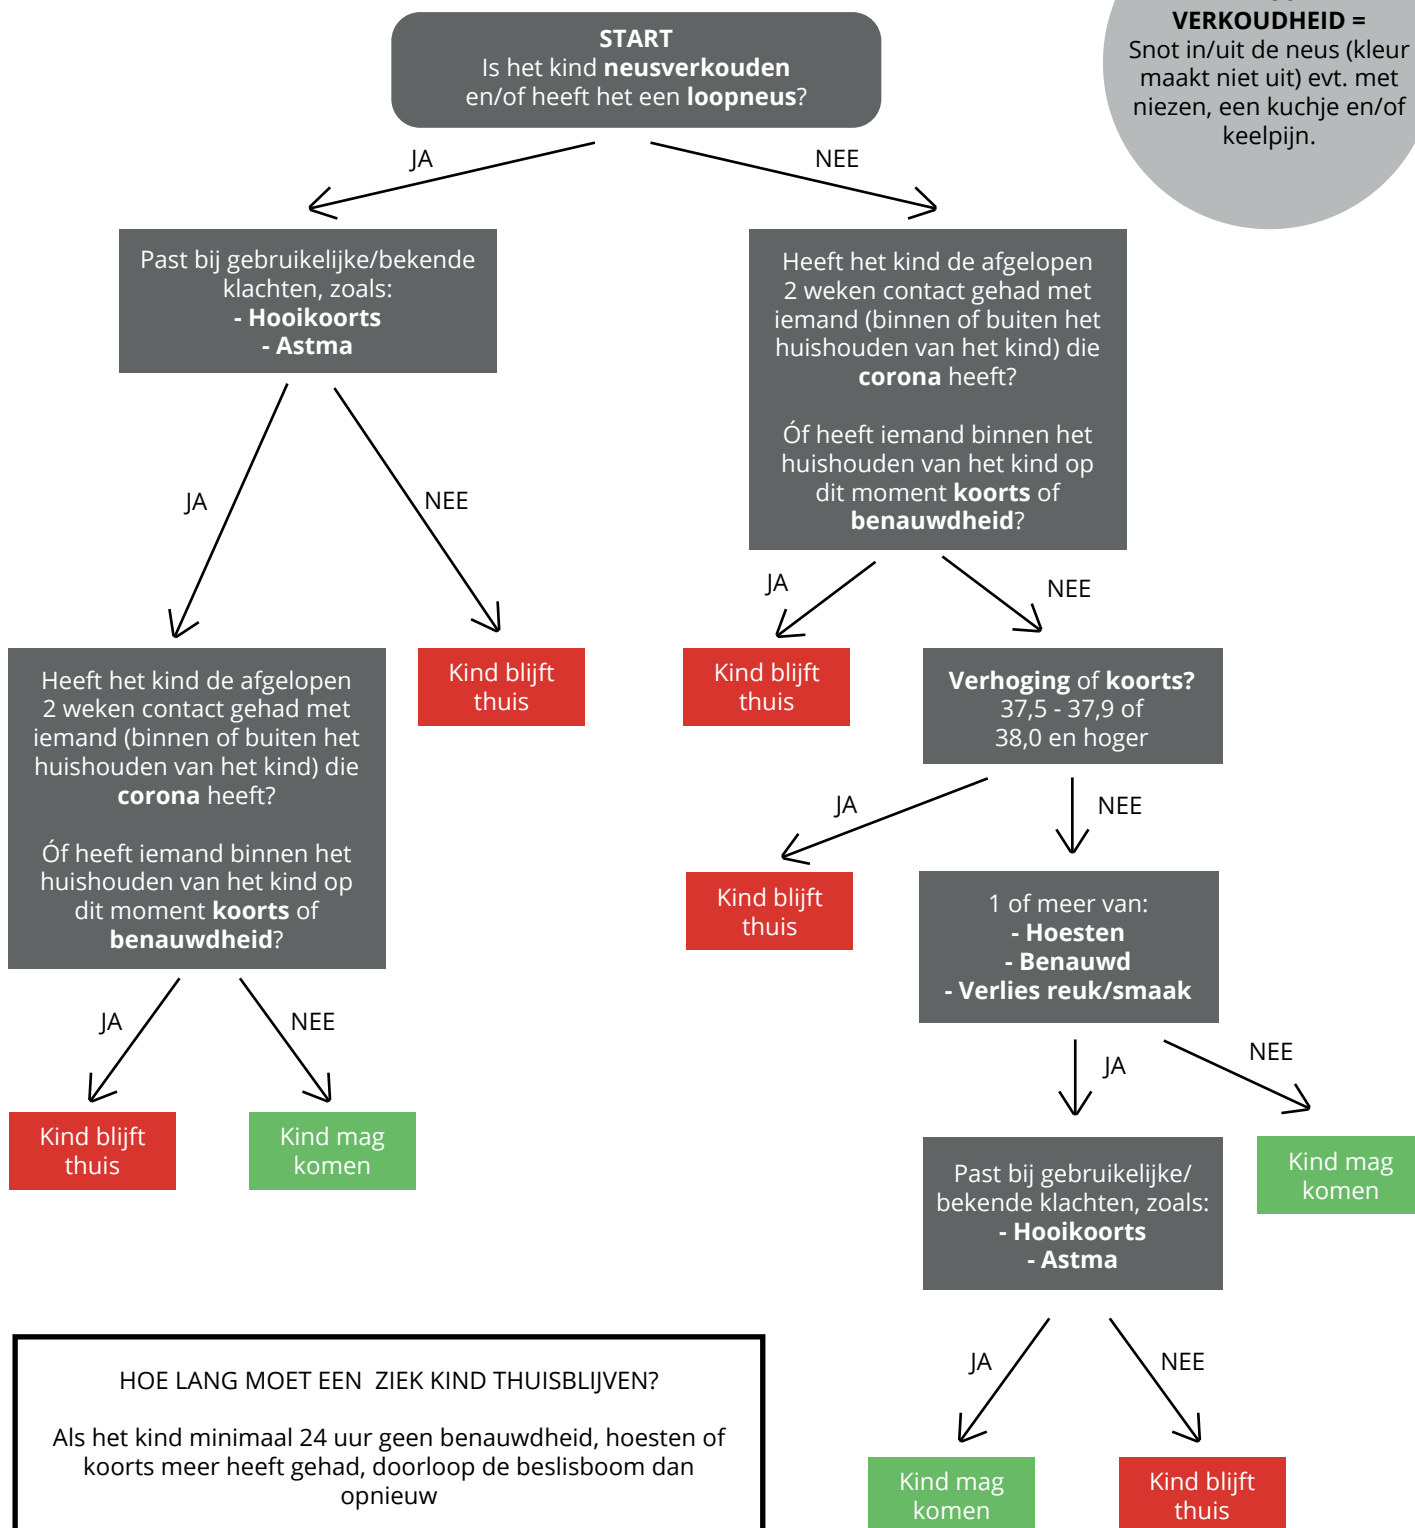 START
Is het kind neusverkouden
en/of heeft het een loopneus?
VERKOUDHEID =
Snot in/uit de neus (kleur
maakt niet uit) evt. met
niezen, een kuchje en/of
keelpijn.
JA
NEE
Past bij gebruikelijke/bekende
klachten, zoals:
- Hooikoorts
- Astma
Heeft het kind de afgelopen
2 weken contact gehad met
iemand (binnen of buiten het
huishouden van het kind) die
corona heeft?
Óf heeft iemand binnen het
huishouden van het kind op
dit moment koorts of
benauwdheid?
JA
NEE
JA
NEE
Heeft het kind de afgelopen
2 weken contact gehad met
iemand (binnen of buiten het
huishouden van het kind) die
corona heeft?
Óf heeft iemand binnen het
huishouden van het kind op
dit moment koorts of
benauwdheid?
Kind blijft
thuis
Kind blijft
thuis
Verhoging of koorts?
37,5 - 37,9 of
38,0 en hoger
JA
NEE
Kind blijft
thuis
1 of meer van:
- Hoesten
- Benauwd
- Verlies reuk/smaak
JA
NEE
JA
NEE
Kind blijft
thuis
Kind mag
komen
Past bij gebruikelijke/
bekende klachten, zoals:
- Hooikoorts
- Astma
Kind mag
komen
JA
NEE
Kind mag
komen
Kind blijft
thuis
HOE LANG MOET EEN  ZIEK KIND THUISBLIJVEN?
Als het kind minimaal 24 uur geen benauwdheid, hoesten of
koorts meer heeft gehad, doorloop de beslisboom dan
opnieuw